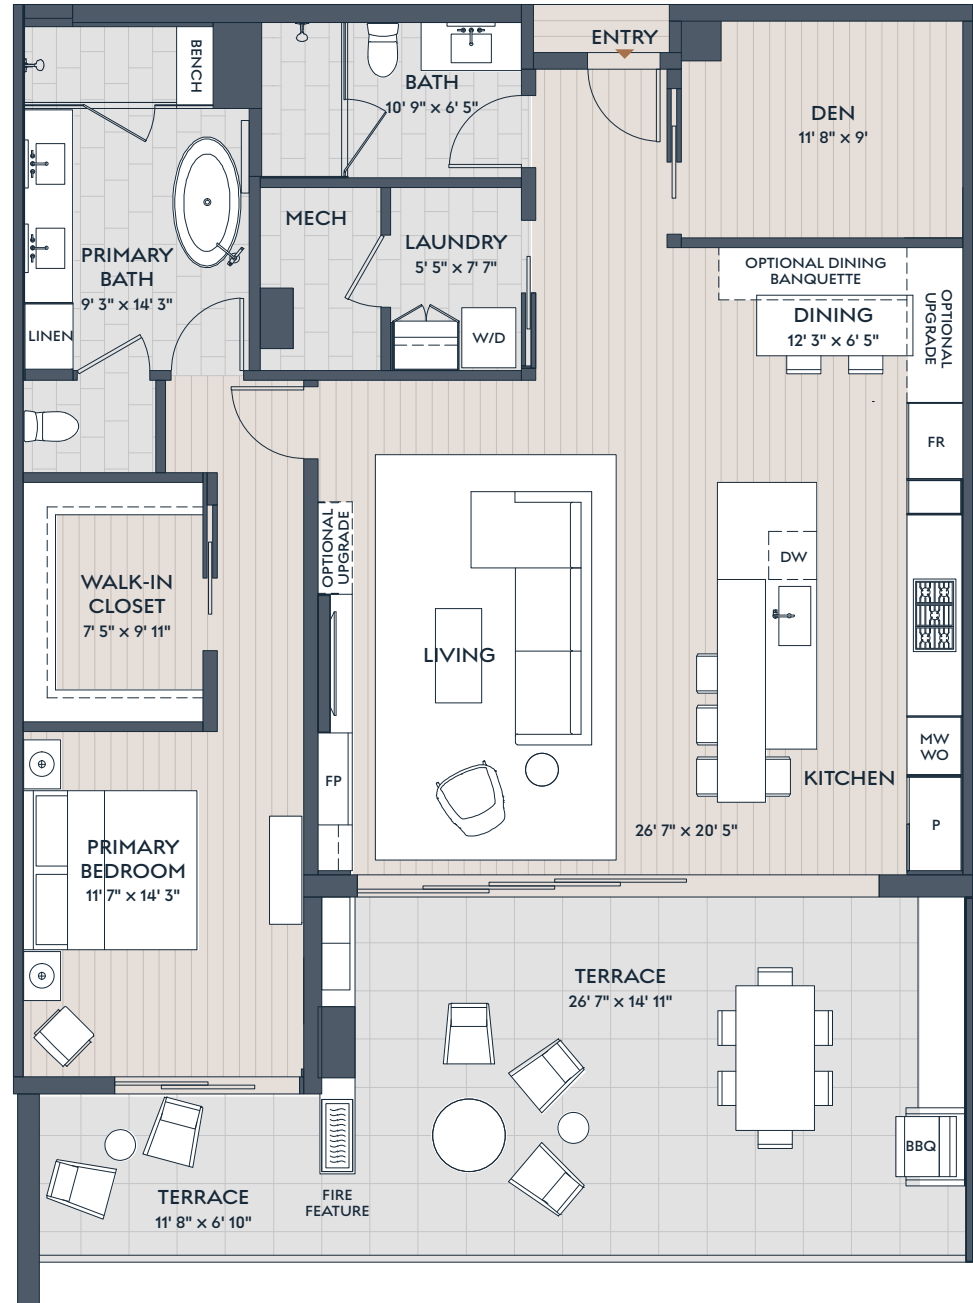 ENTRY
BENCH
BATH
10' 9" x 6' 5"
DEN
11' 8" x 9'
MECH
LAUNDRY
5' 5" x 7' 7"
PRIMARY
BATH
9' 3" x 14' 3"
OPTIONAL DINING
BANQUETTE
DINING
12' 3" x 6' 5"
OPTIONAL
UPGRADE
LINEN
W/D
FR
OPTIONAL
UPGRADE
DW
WALK-IN
CLOSET
7' 5" x 9' 11"
LIVING
MW
WO
FP
KITCHEN
26' 7" x 20' 5"
P
PRIMARY
BEDROOM
11' 7" x 14' 3"
TERRACE
26' 7" x 14' 11"
BBQ
TERRACE
11' 8" x 6' 10"
FIRE
FEATURE